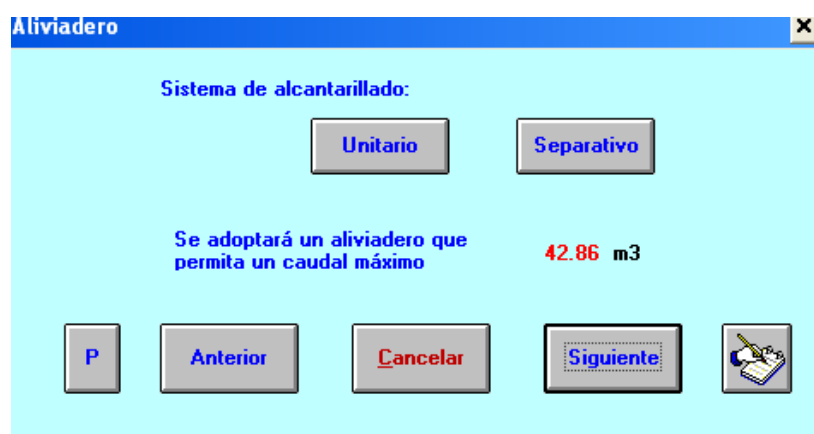 Aliviadero
Sistema de alcantarillado:
Unitario Separativo
Se adoptará un aliviadero que
permita un caudal máximo
42.86 m3
P Anterior Cancelar Siguiente